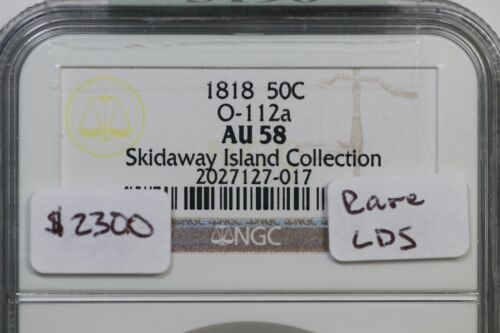 1818 50C
O-112a
AU 58
Skidaway Island Collection
2027127-017
$2300
Rare
LDS
NGC